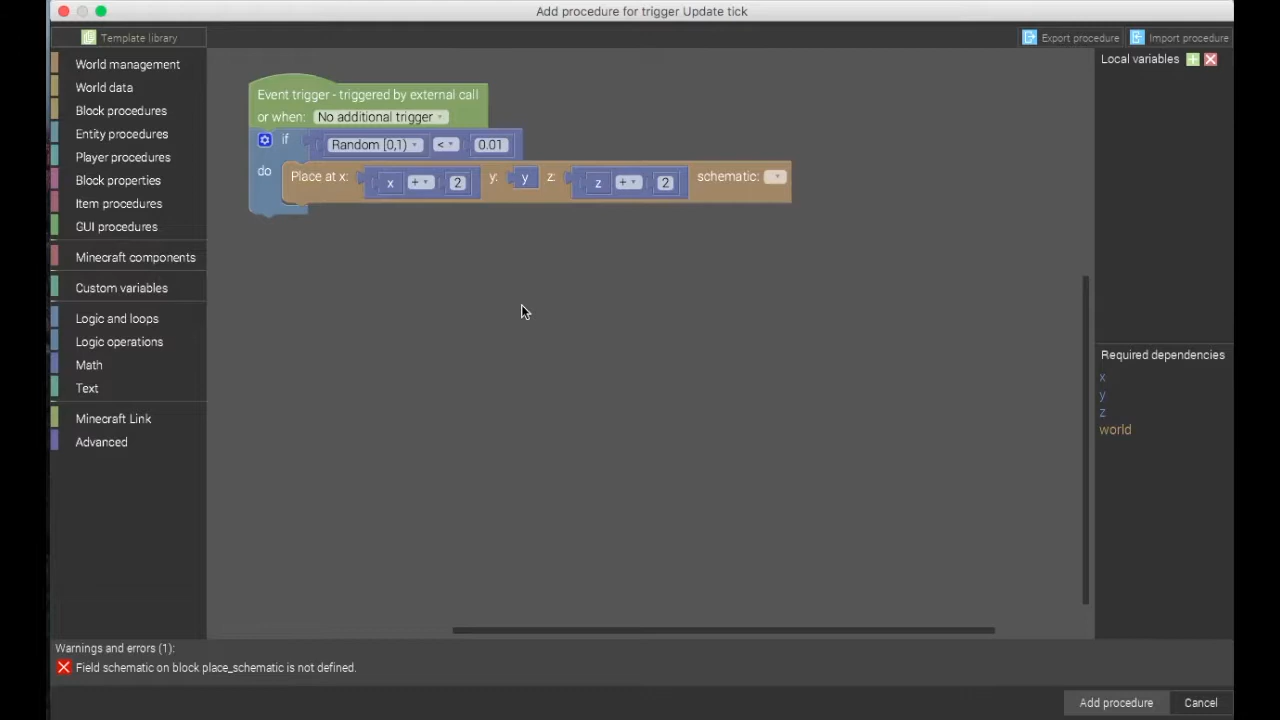 Add procedure for trigger Update tick
Template library
Export procedure
Import procedure
World management
World data
Block procedures
Entity procedures
Player procedures
Block properties
Item procedures
GUI procedures
Minecraft components
Custom variables
Logic and loops
Logic operations
Math
Text
Minecraft Link
Advanced
Event trigger - triggered by external call
or when: No additional trigger
if Random [0,1) < 0.01
do Place at x: x + 2 y: y z: z + 2 schematic:
Local variables
Required dependencies
x
y
z
world
Warnings and errors (1):
Field schematic on block place_schematic is not defined.
Add procedure
Cancel